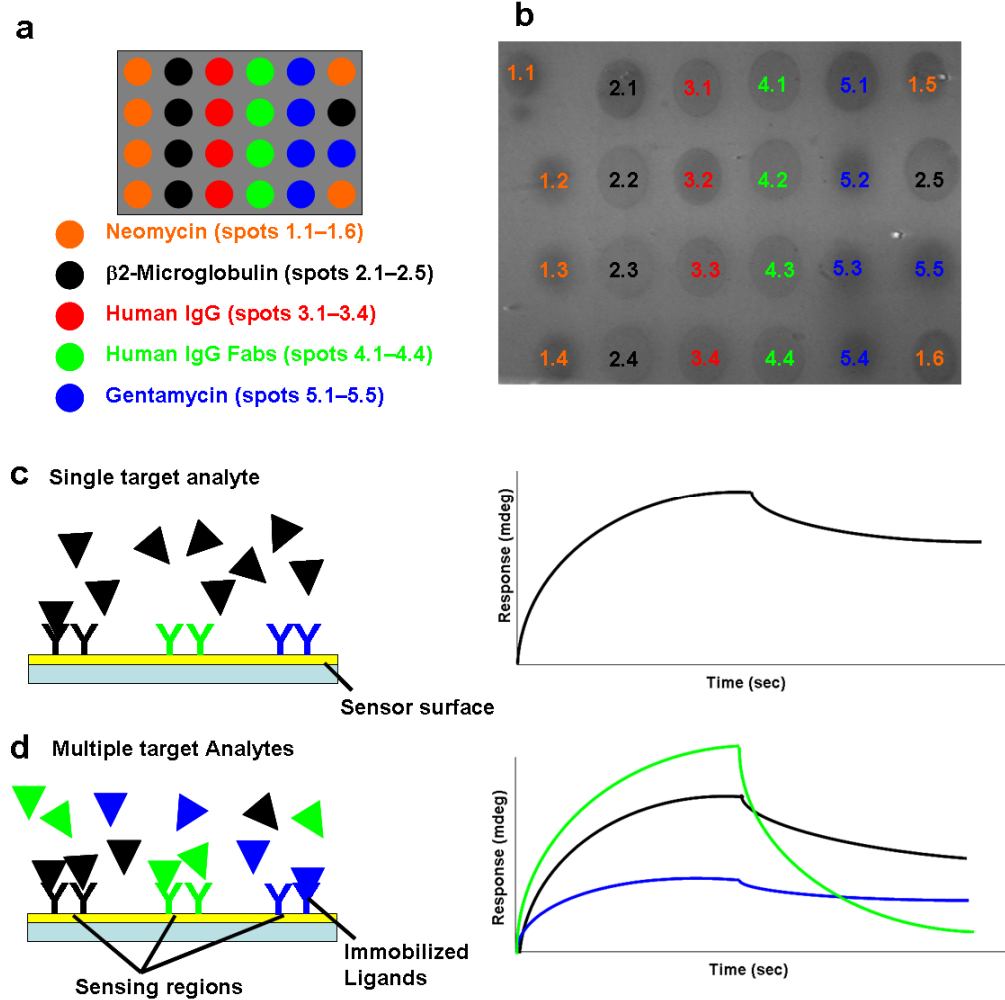 a
Neomycin (spots 1.1–1.6)
β2-Microglobulin (spots 2.1–2.5)
Human IgG (spots 3.1–3.4)
Human IgG Fabs (spots 4.1–4.4)
Gentamycin (spots 5.1–5.5)
b
1.1 2.1 3.1 4.1 5.1 1.5
1.2 2.2 3.2 4.2 5.2 2.5
1.3 2.3 3.3 4.3 5.3 5.5
1.4 2.4 3.4 4.4 5.4 1.6
c Single target analyte
Sensor surface
Response (mdeg)
Time (sec)
d Multiple target Analytes
Sensing regions
Immobilized
Ligands
Response (mdeg)
Time (sec)